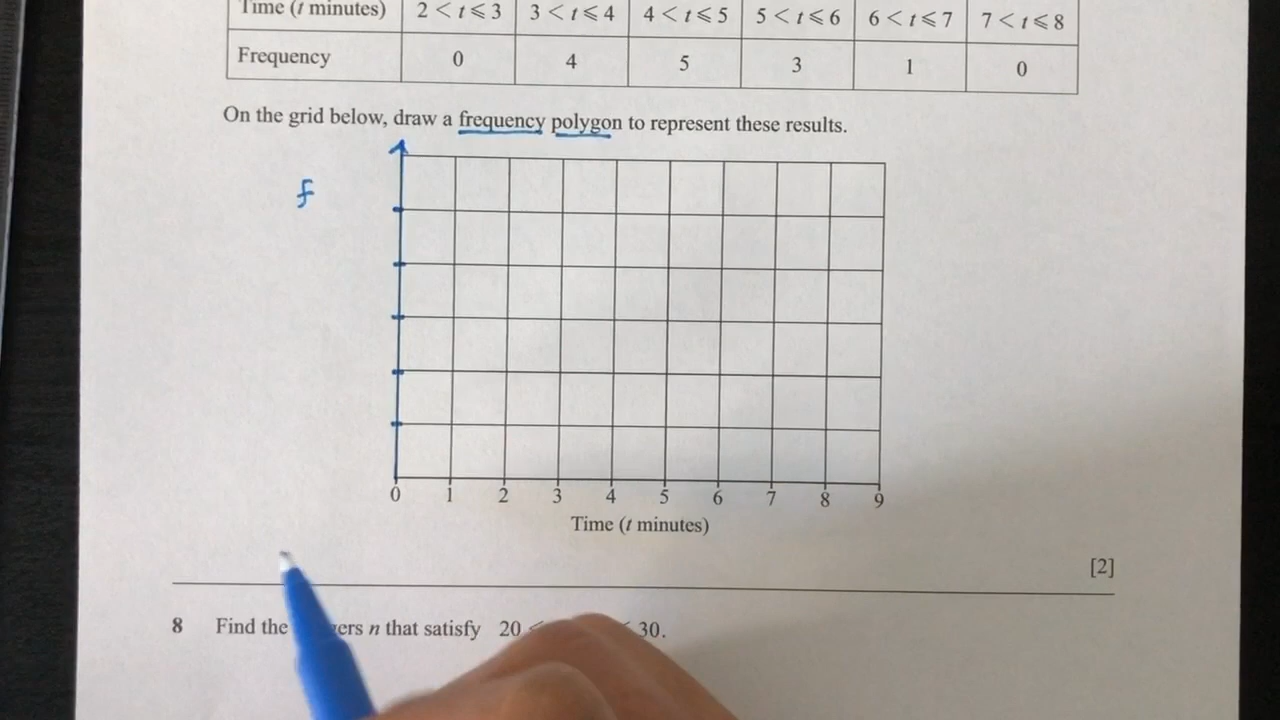 Time (t minutes) 2 < t ⩽ 3 3 < t ⩽ 4 4 < t ⩽ 5 5 < t ⩽ 6 6 < t ⩽ 7 7 < t ⩽ 8
Frequency 0 4 5 3 1 0
On the grid below, draw a frequency polygon to represent these results.
f
0 1 2 3 4 5 6 7 8 9
Time (t minutes)
[2]
8 Find the n that satisfy 20 30.